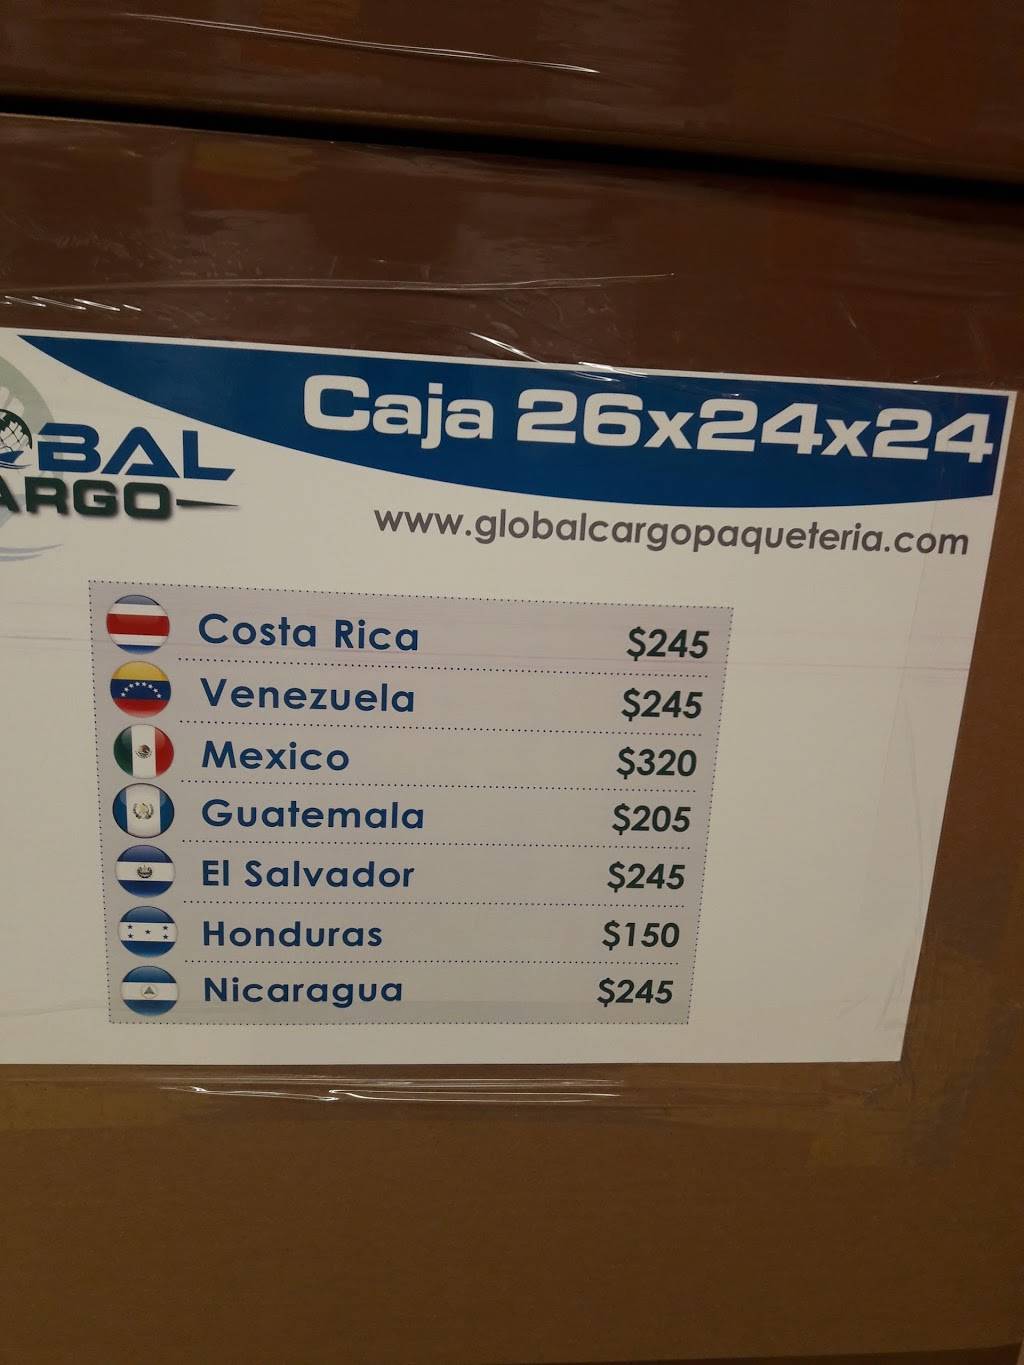 Caja 26x24x24
BAL
ARGO
www.globalcargopaqueteria.com
Costa Rica $245
Venezuela $245
Mexico $320
Guatemala $205
El Salvador $245
Honduras $150
Nicaragua $245